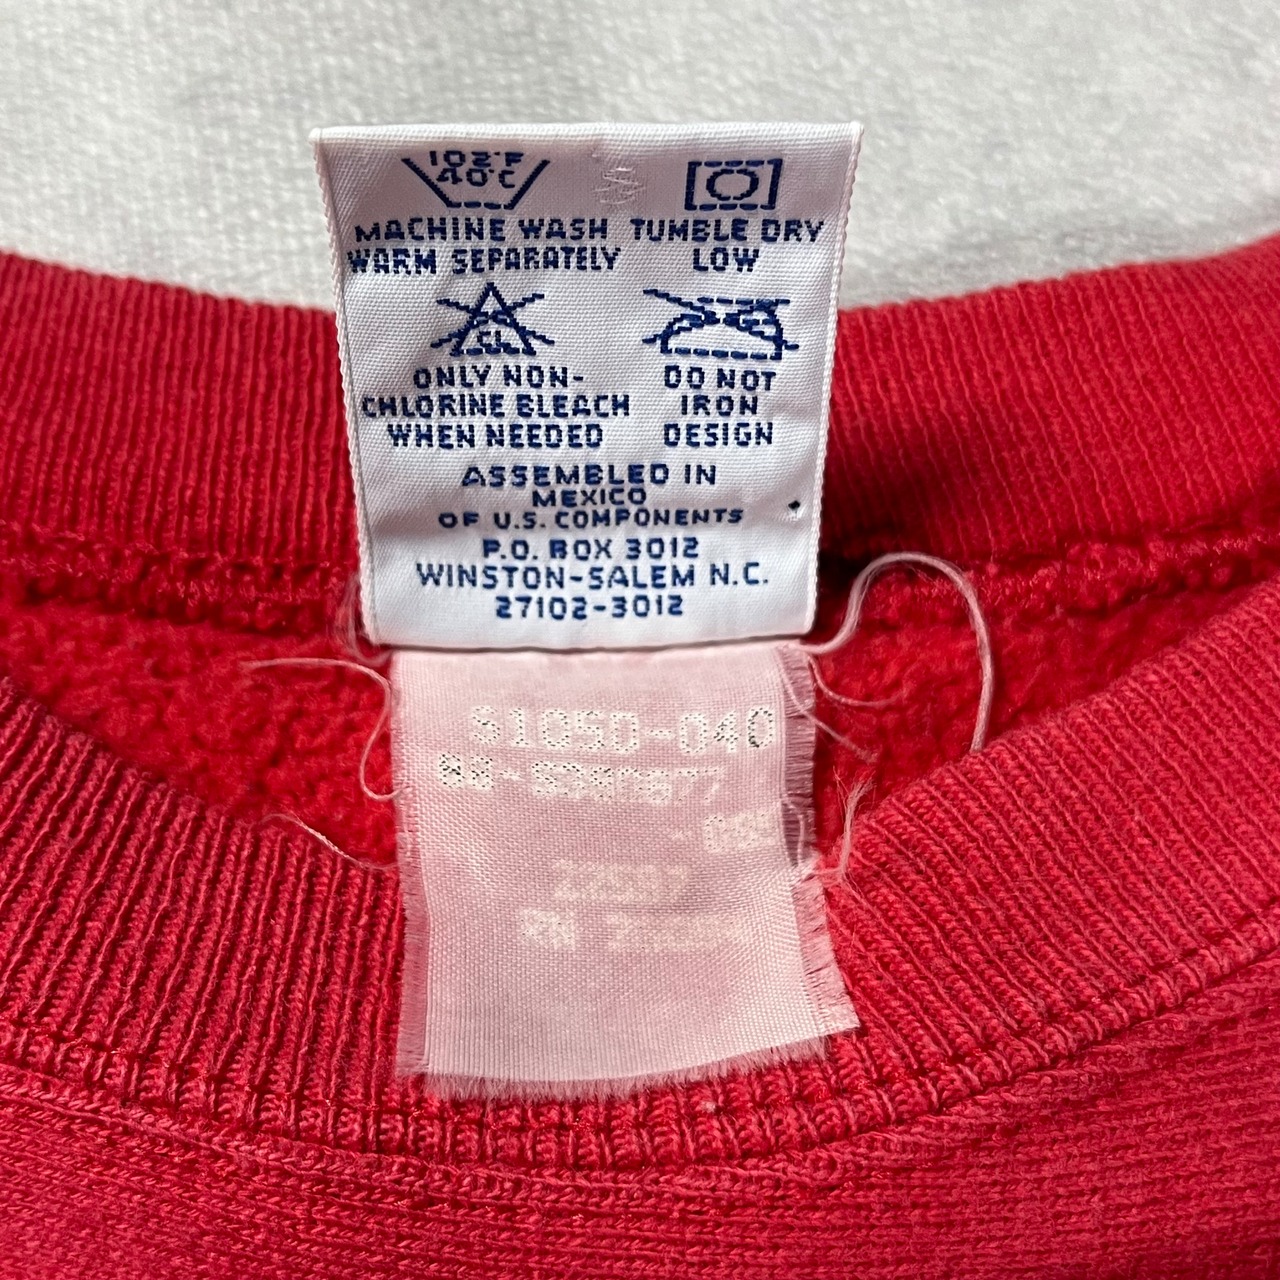 102°F
40°C
MACHINE WASH
WARM SEPARATELY
TUMBLE DRY
LOW
CL
ONLY NON-
CHLORINE BLEACH
WHEN NEEDED
DO NOT
IRON
DESIGN
ASSEMBLED IN
MEXICO
OF U.S. COMPONENTS
P.O. BOX 3012
WINSTON-SALEM N.C.
27102-3012
S1050-040